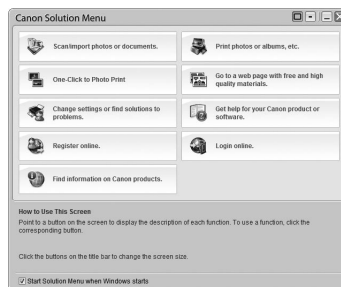 Canon Solution Menu
Scan/Import photos or documents.
Print photos or albums, etc.
One-Click to Photo Print
Go to a web page with free and high
quality materials.
Change settings or find solutions to
problems.
Get help for your Canon product or
software.
Register online.
Login online.
Find information on Canon products.
How to Use This Screen
Point to a button on the screen to display the description of each function. To use a function, click the
corresponding button.
Click the buttons on the title bar to change the screen size.
Start Solution Menu when Windows starts